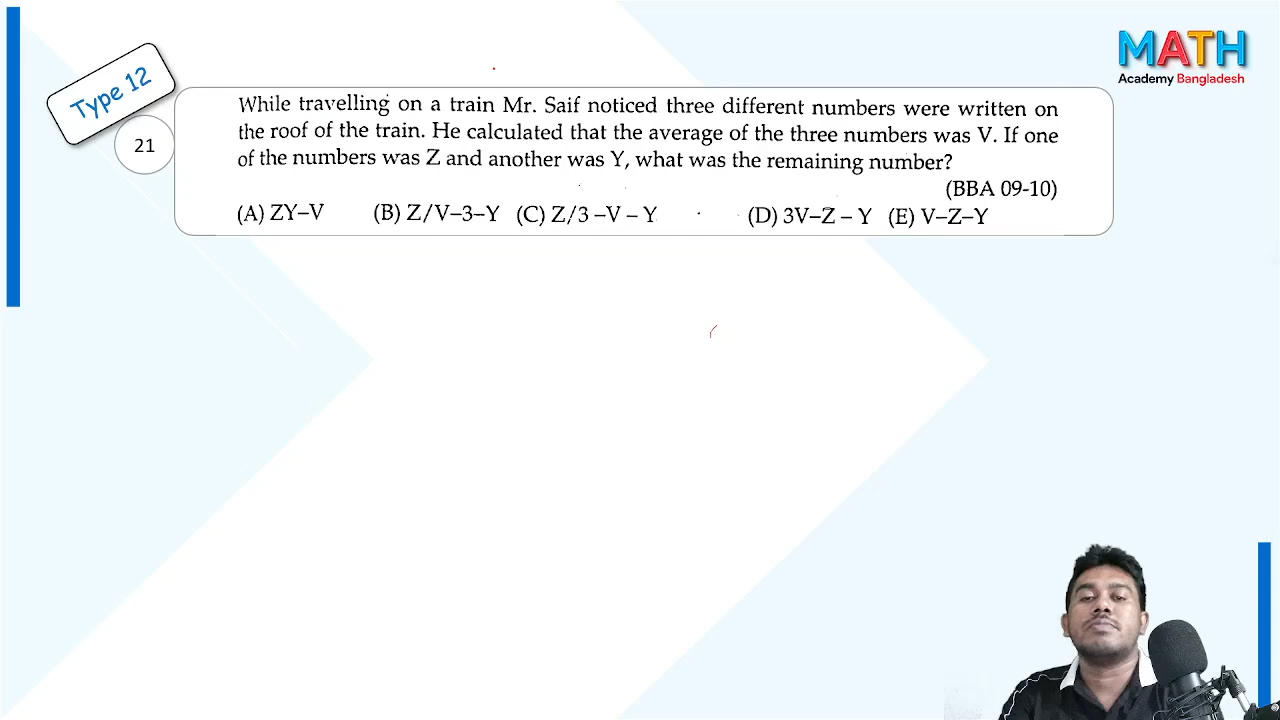 MATH
Academy Bangladesh
Type 12
21
While travelling on a train Mr. Saif noticed three different numbers were written on
the roof of the train. He calculated that the average of the three numbers was V. If one
of the numbers was Z and another was Y, what was the remaining number?
(BBA 09-10)
(A) ZY–V (B) Z/V–3–Y (C) Z/3 –V – Y (D) 3V–Z – Y (E) V–Z–Y